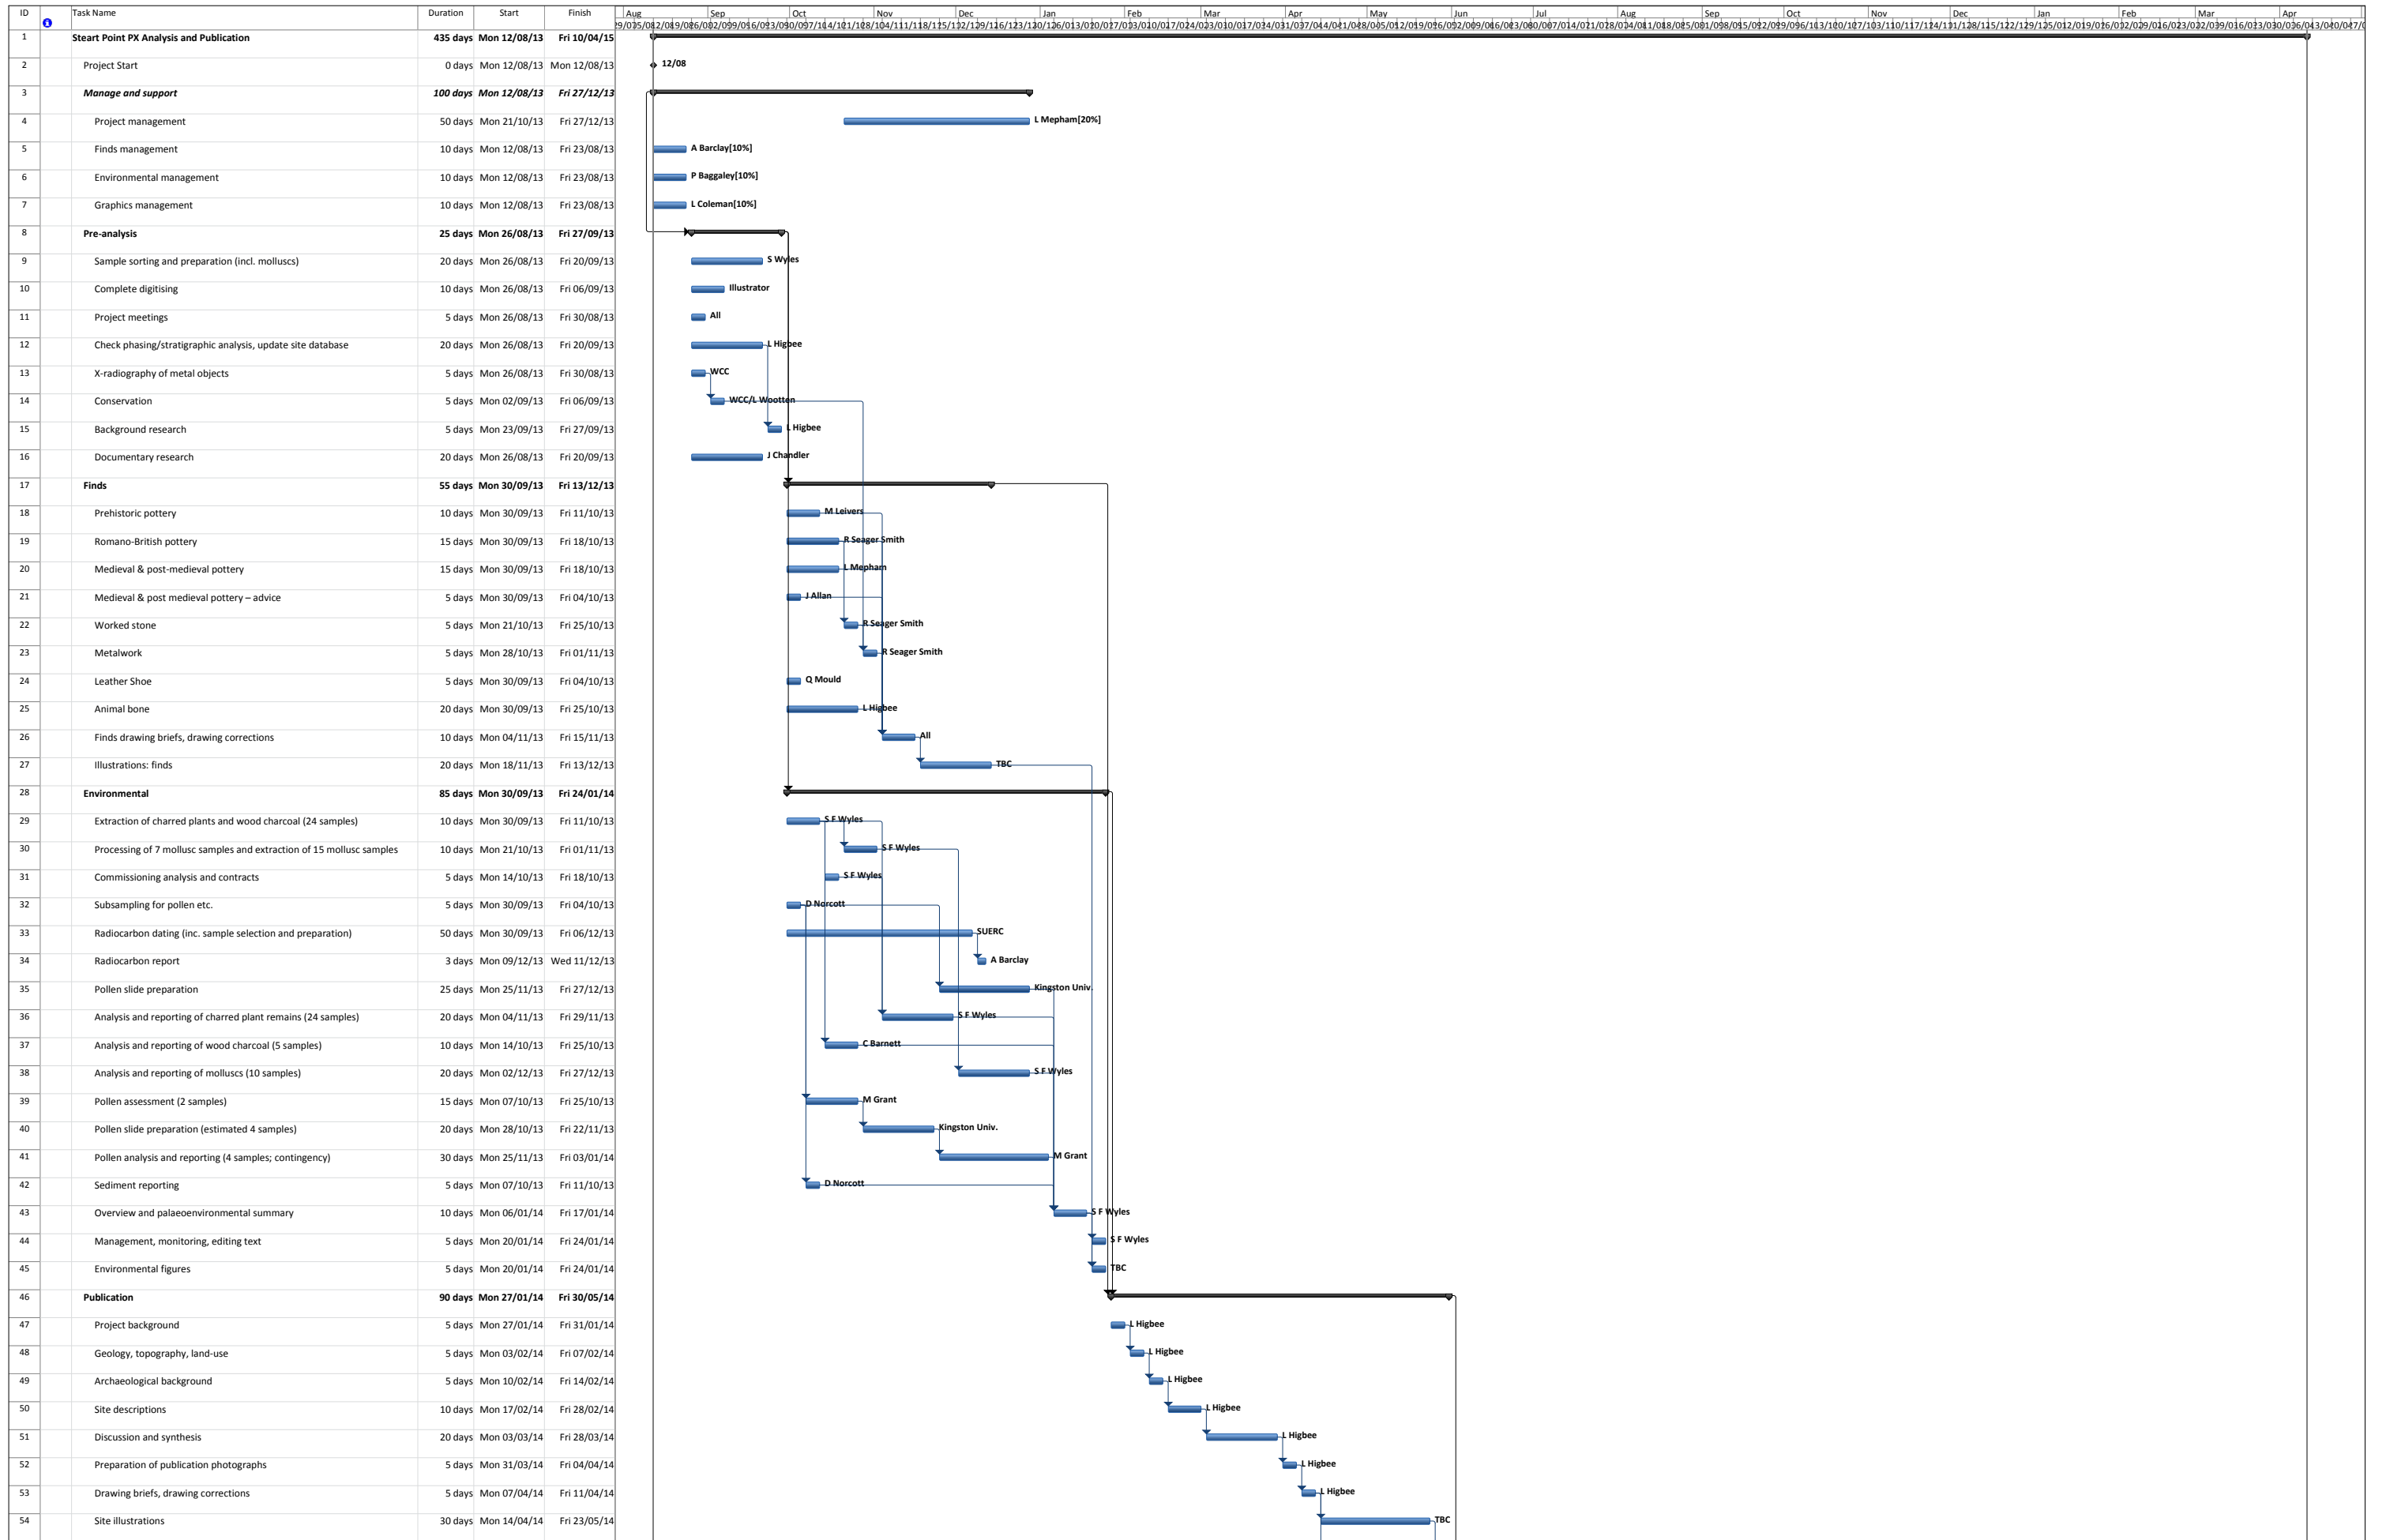 ID Task Name Duration Start Finish Aug Sep Oct Nov Dec Jan Feb Mar Apr May Jun Jul Aug Sep Oct Nov Dec Jan Feb Mar Apr
1 Steart Point PX Analysis and Publication 435 days Mon 12/08/13 Fri 10/04/15
2 Project Start 0 days Mon 12/08/13 Mon 12/08/13 12/08
3 Manage and support 100 days Mon 12/08/13 Fri 27/12/13
4 Project management 50 days Mon 21/10/13 Fri 27/12/13 L Mepham[20%]
5 Finds management 10 days Mon 12/08/13 Fri 23/08/13 A Barclay[10%]
6 Environmental management 10 days Mon 12/08/13 Fri 23/08/13 P Baggaley[10%]
7 Graphics management 10 days Mon 12/08/13 Fri 23/08/13 L Coleman[10%]
8 Pre-analysis 25 days Mon 26/08/13 Fri 27/09/13
9 Sample sorting and preparation (incl. molluscs) 20 days Mon 26/08/13 Fri 20/09/13 S Wyles
10 Complete digitising 10 days Mon 26/08/13 Fri 06/09/13 Illustrator
11 Project meetings 5 days Mon 26/08/13 Fri 30/08/13 All
12 Check phasing/stratigraphic analysis, update site database 20 days Mon 26/08/13 Fri 20/09/13 L Higbee
13 X-radiography of metal objects 5 days Mon 26/08/13 Fri 30/08/13 WCC
14 Conservation 5 days Mon 02/09/13 Fri 06/09/13 WCC/L Wootten
15 Background research 5 days Mon 23/09/13 Fri 27/09/13 L Higbee
16 Documentary research 20 days Mon 26/08/13 Fri 20/09/13 J Chandler
17 Finds 55 days Mon 30/09/13 Fri 13/12/13
18 Prehistoric pottery 10 days Mon 30/09/13 Fri 11/10/13 M Leivers
19 Romano-British pottery 15 days Mon 30/09/13 Fri 18/10/13 R Seager Smith
20 Medieval & post-medieval pottery 15 days Mon 30/09/13 Fri 18/10/13 L Mepham
21 Medieval & post medieval pottery – advice 5 days Mon 30/09/13 Fri 04/10/13 J Allan
22 Worked stone 5 days Mon 21/10/13 Fri 25/10/13 R Seager Smith
23 Metalwork 5 days Mon 28/10/13 Fri 01/11/13 R Seager Smith
24 Leather Shoe 5 days Mon 30/09/13 Fri 04/10/13 Q Mould
25 Animal bone 20 days Mon 30/09/13 Fri 25/10/13 L Higbee
26 Finds drawing briefs, drawing corrections 10 days Mon 04/11/13 Fri 15/11/13 All
27 Illustrations: finds 20 days Mon 18/11/13 Fri 13/12/13 TBC
28 Environmental 85 days Mon 30/09/13 Fri 24/01/14
29 Extraction of charred plants and wood charcoal (24 samples) 10 days Mon 30/09/13 Fri 11/10/13 S F Wyles
30 Processing of 7 mollusc samples and extraction of 15 mollusc samples 10 days Mon 21/10/13 Fri 01/11/13 S F Wyles
31 Commissioning analysis and contracts 5 days Mon 14/10/13 Fri 18/10/13 S F Wyles
32 Subsampling for pollen etc. 5 days Mon 30/09/13 Fri 04/10/13 D Norcott
33 Radiocarbon dating (inc. sample selection and preparation) 50 days Mon 30/09/13 Fri 06/12/13 SUERC
34 Radiocarbon report 3 days Mon 09/12/13 Wed 11/12/13 A Barclay
35 Pollen slide preparation 25 days Mon 25/11/13 Fri 27/12/13 Kingston Univ.
36 Analysis and reporting of charred plant remains (24 samples) 20 days Mon 04/11/13 Fri 29/11/13 S F Wyles
37 Analysis and reporting of wood charcoal (5 samples) 10 days Mon 14/10/13 Fri 25/10/13 C Barnett
38 Analysis and reporting of molluscs (10 samples) 20 days Mon 02/12/13 Fri 27/12/13 S F Wyles
39 Pollen assessment (2 samples) 15 days Mon 07/10/13 Fri 25/10/13 M Grant
40 Pollen slide preparation (estimated 4 samples) 20 days Mon 28/10/13 Fri 22/11/13 Kingston Univ.
41 Pollen analysis and reporting (4 samples; contingency) 30 days Mon 25/11/13 Fri 03/01/14 M Grant
42 Sediment reporting 5 days Mon 07/10/13 Fri 11/10/13 D Norcott
43 Overview and palaeoenvironmental summary 10 days Mon 06/01/14 Fri 17/01/14 S F Wyles
44 Management, monitoring, editing text 5 days Mon 20/01/14 Fri 24/01/14 S F Wyles
45 Environmental figures 5 days Mon 20/01/14 Fri 24/01/14 TBC
46 Publication 90 days Mon 27/01/14 Fri 30/05/14
47 Project background 5 days Mon 27/01/14 Fri 31/01/14 L Higbee
48 Geology, topography, land-use 5 days Mon 03/02/14 Fri 07/02/14 L Higbee
49 Archaeological background 5 days Mon 10/02/14 Fri 14/02/14 L Higbee
50 Site descriptions 10 days Mon 17/02/14 Fri 28/02/14 L Higbee
51 Discussion and synthesis 20 days Mon 03/03/14 Fri 28/03/14 L Higbee
52 Preparation of publication photographs 5 days Mon 31/03/14 Fri 04/04/14 L Higbee
53 Drawing briefs, drawing corrections 5 days Mon 07/04/14 Fri 11/04/14 L Higbee
54 Site illustrations 30 days Mon 14/04/14 Fri 23/05/14 TBC